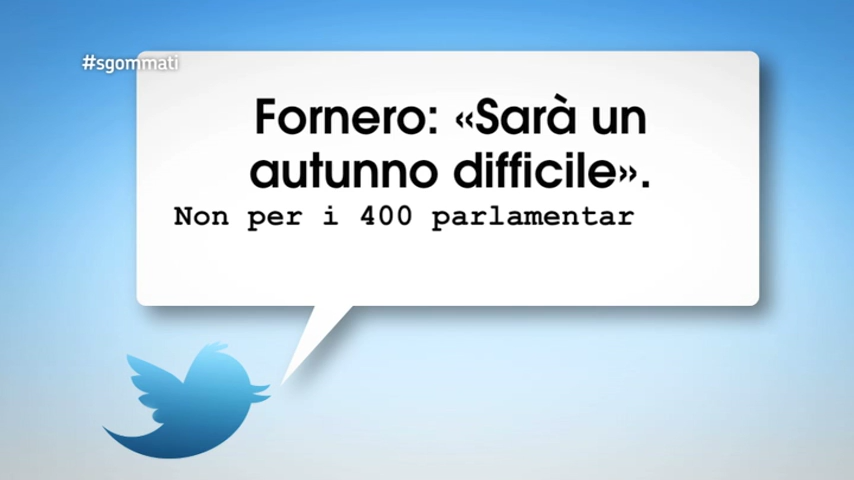 #sgommati
Fornero: «Sarà un
autunno difficile».
Non per i 400 parlamentar